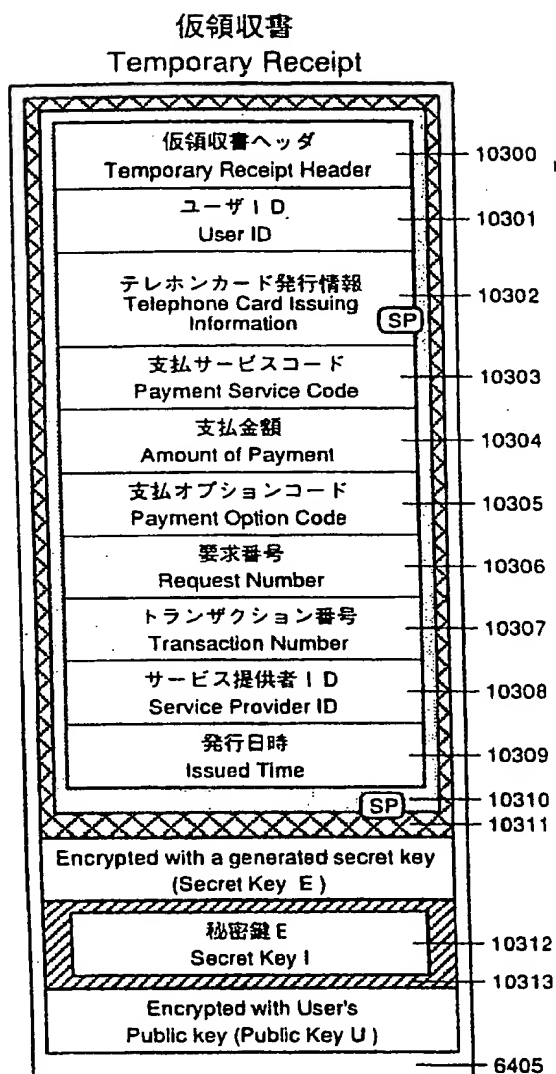 仮領収書
Temporary Receipt
仮領収書ヘッダ
Temporary Receipt Header
10300
ユーザID
User ID
10301
テレホンカード発行情報
Telephone Card Issuing
Information
10302
SP
支払サービスコード
Payment Service Code
10303
支払金額
Amount of Payment
10304
支払オプションコード
Payment Option Code
10305
要求番号
Request Number
10306
トランザクション番号
Transaction Number
10307
サービス提供者ID
Service Provider ID
10308
発行日時
Issued Time
10309
SP
10310
10311
Encrypted with a generated secret key
(Secret Key E)
秘密鍵E
Secret Key I
10312
10313
Encrypted with User's
Public key (Public Key U)
6405